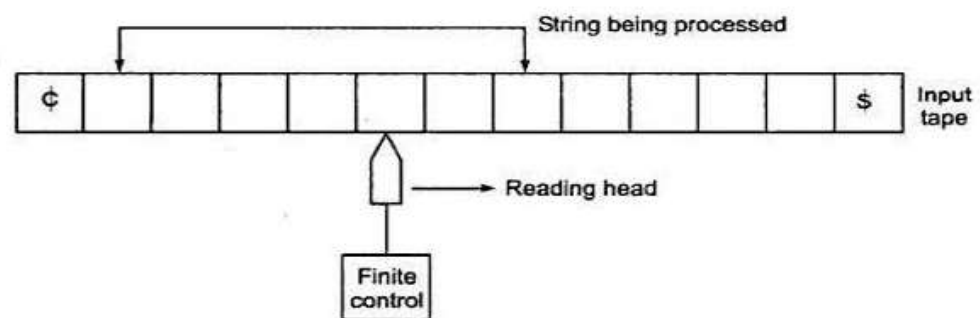 String being processed
¢
$
Input
tape
Reading head
Finite
control